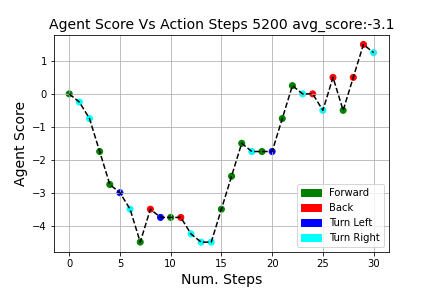 Agent Score Vs Action Steps 5200 avg_score:-3.1
1
0
−1
−2
−3
−4
Agent Score
Forward
Back
Turn Left
Turn Right
0 5 10 15 20 25 30
Num. Steps